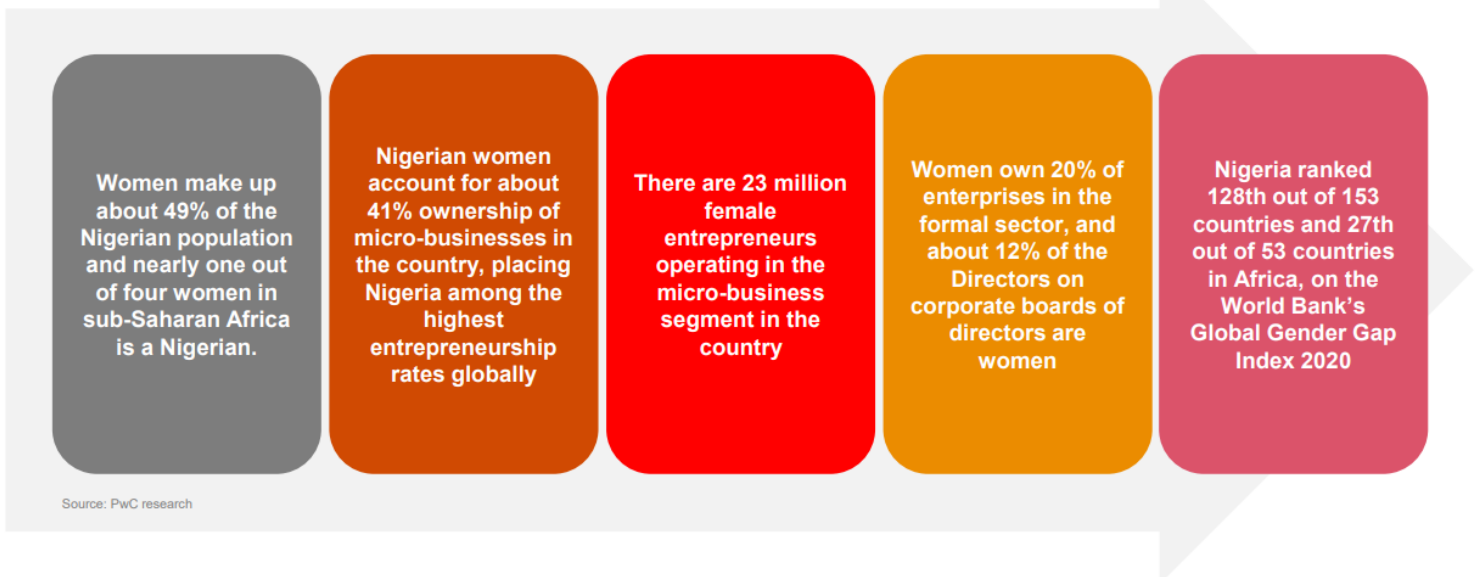 Women make up
about 49% of the
Nigerian population
and nearly one out
of four women in
sub-Saharan Africa
is a Nigerian.
Nigerian women
account for about
41% ownership of
micro-businesses in
the country, placing
Nigeria among the
highest
entrepreneurship
rates globally
There are 23 million
female
entrepreneurs
operating in the
micro-business
segment in the
country
Women own 20% of
enterprises in the
formal sector, and
about 12% of the
Directors on
corporate boards of
directors are
women
Nigeria ranked
128th out of 153
countries and 27th
out of 53 countries
in Africa, on the
World Bank’s
Global Gender Gap
Index 2020
Source: PwC research